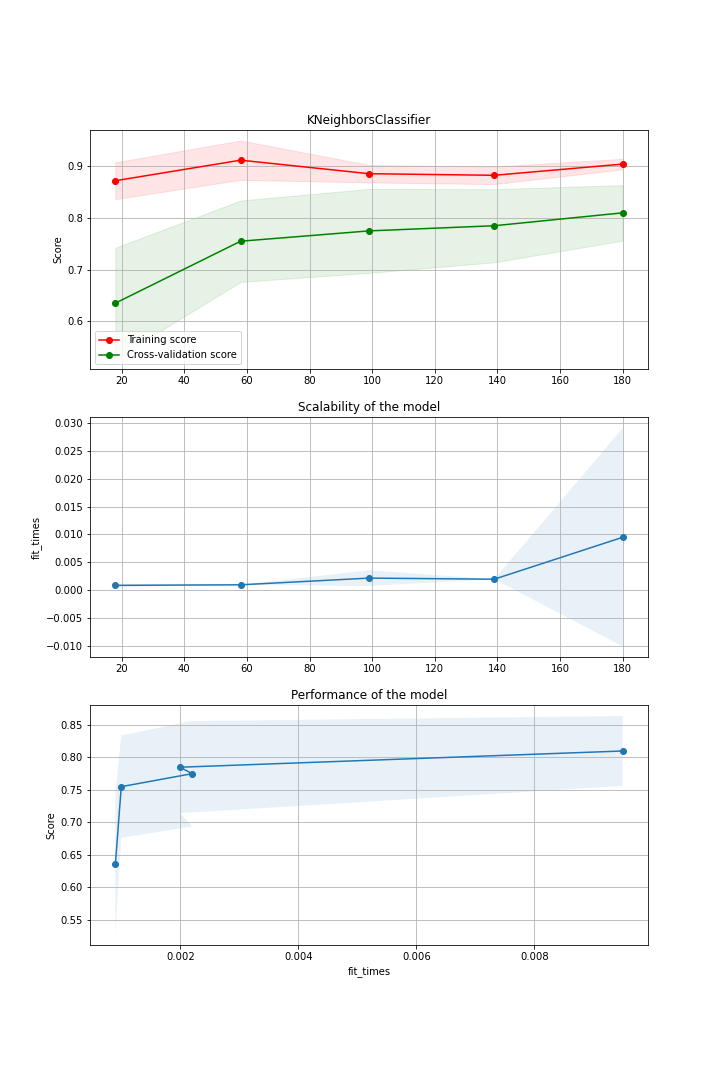 KNeighborsClassifier
0.9
0.8
0.7
0.6
Score
Training score
Cross-validation score
20 40 60 80 100 120 140 160 180
Scalability of the model
0.030
0.025
0.020
0.015
0.010
0.005
0.000
−0.005
−0.010
fit_times
20 40 60 80 100 120 140 160 180
Performance of the model
0.85
0.80
0.75
0.70
0.65
0.60
0.55
Score
0.002 0.004 0.006 0.008
fit_times